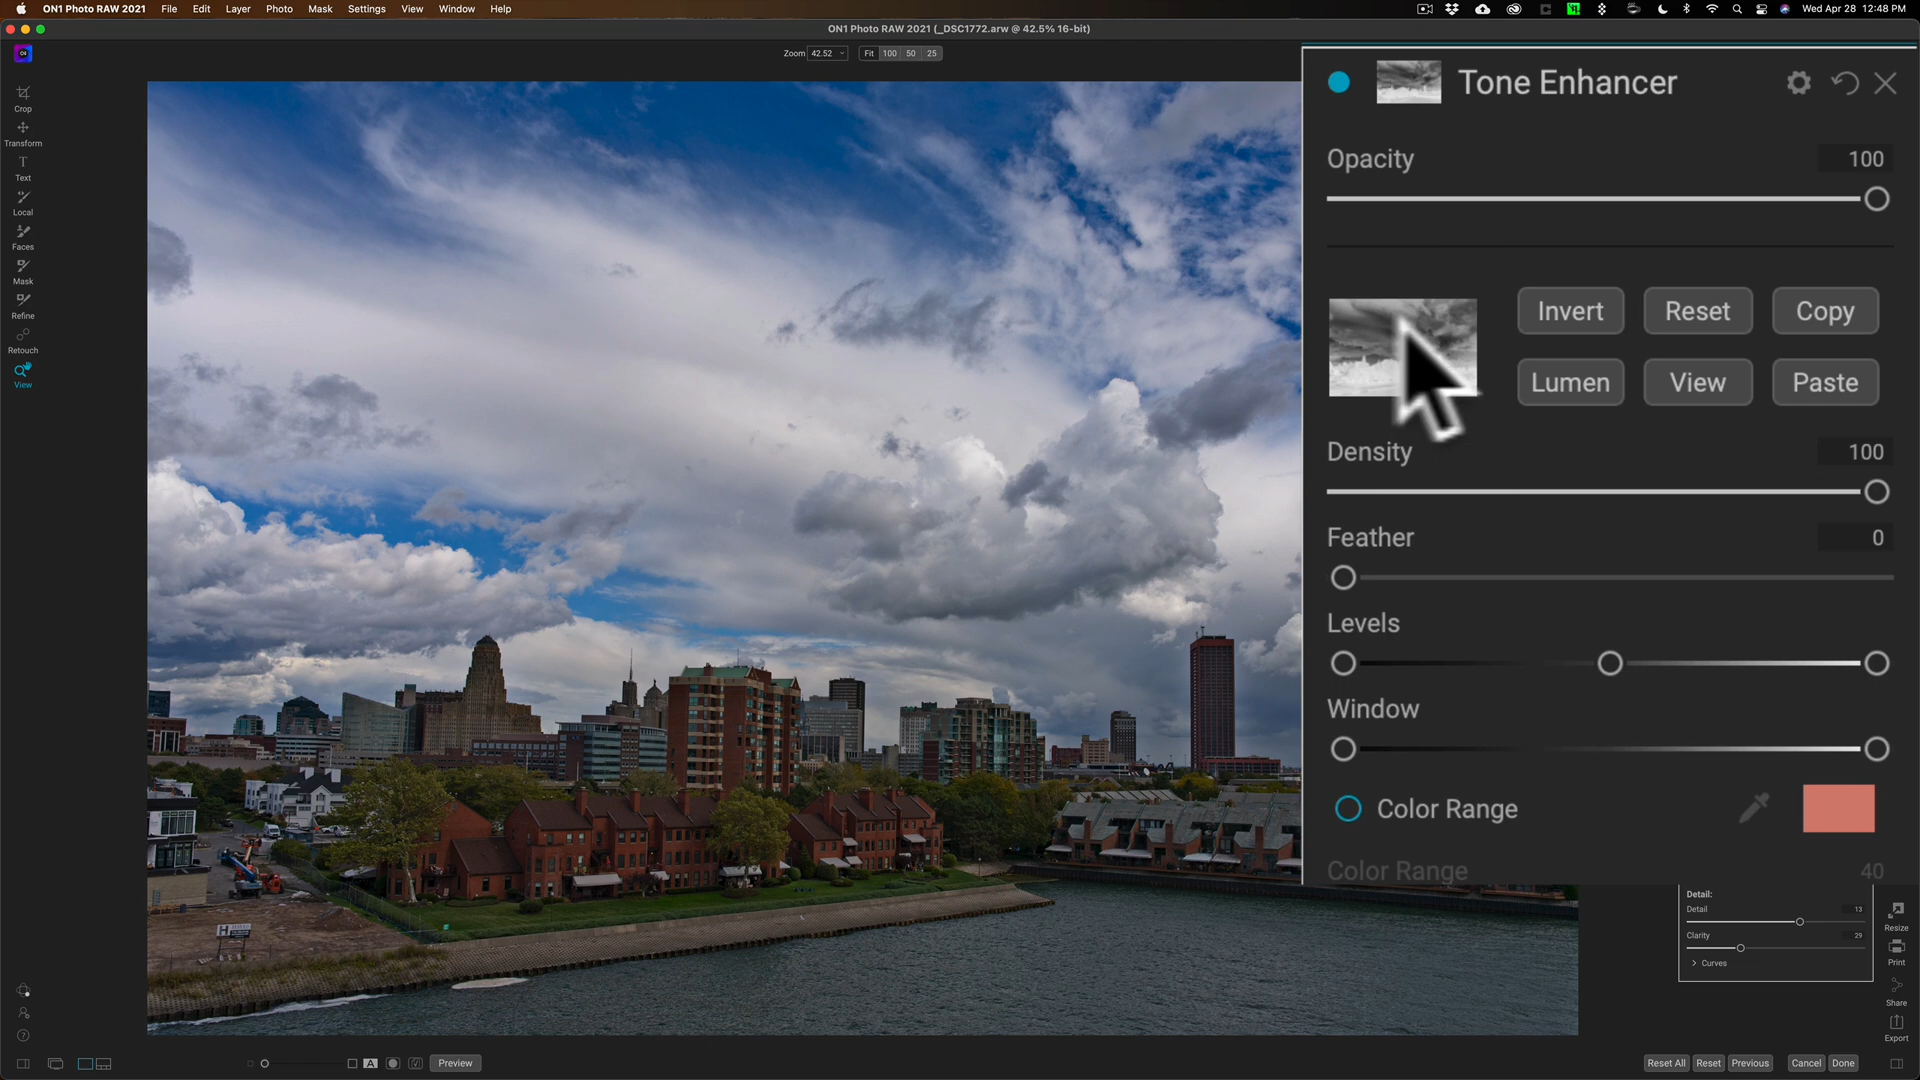 ON1 Photo RAW 2021 File Edit Layer Photo Mask Settings View Window Help Wed Apr 28 12:48 PM
ON1 Photo RAW 2021 (_DSC1772.arw @ 42.5% 16-bit)
Zoom 42.52 Fit 100 50 25
Crop
Transform
Text
Local
Faces
Mask
Refine
Retouch
View
Tone Enhancer
Opacity 100
Invert Reset Copy
Lumen View Paste
Density 100
Feather 0
Levels
Window
Color Range
Color Range 40
Detail:
Detail 13
Clarity 29
Curves
Resize
Print
Share
Export
A Preview
Reset All Reset Previous Cancel Done